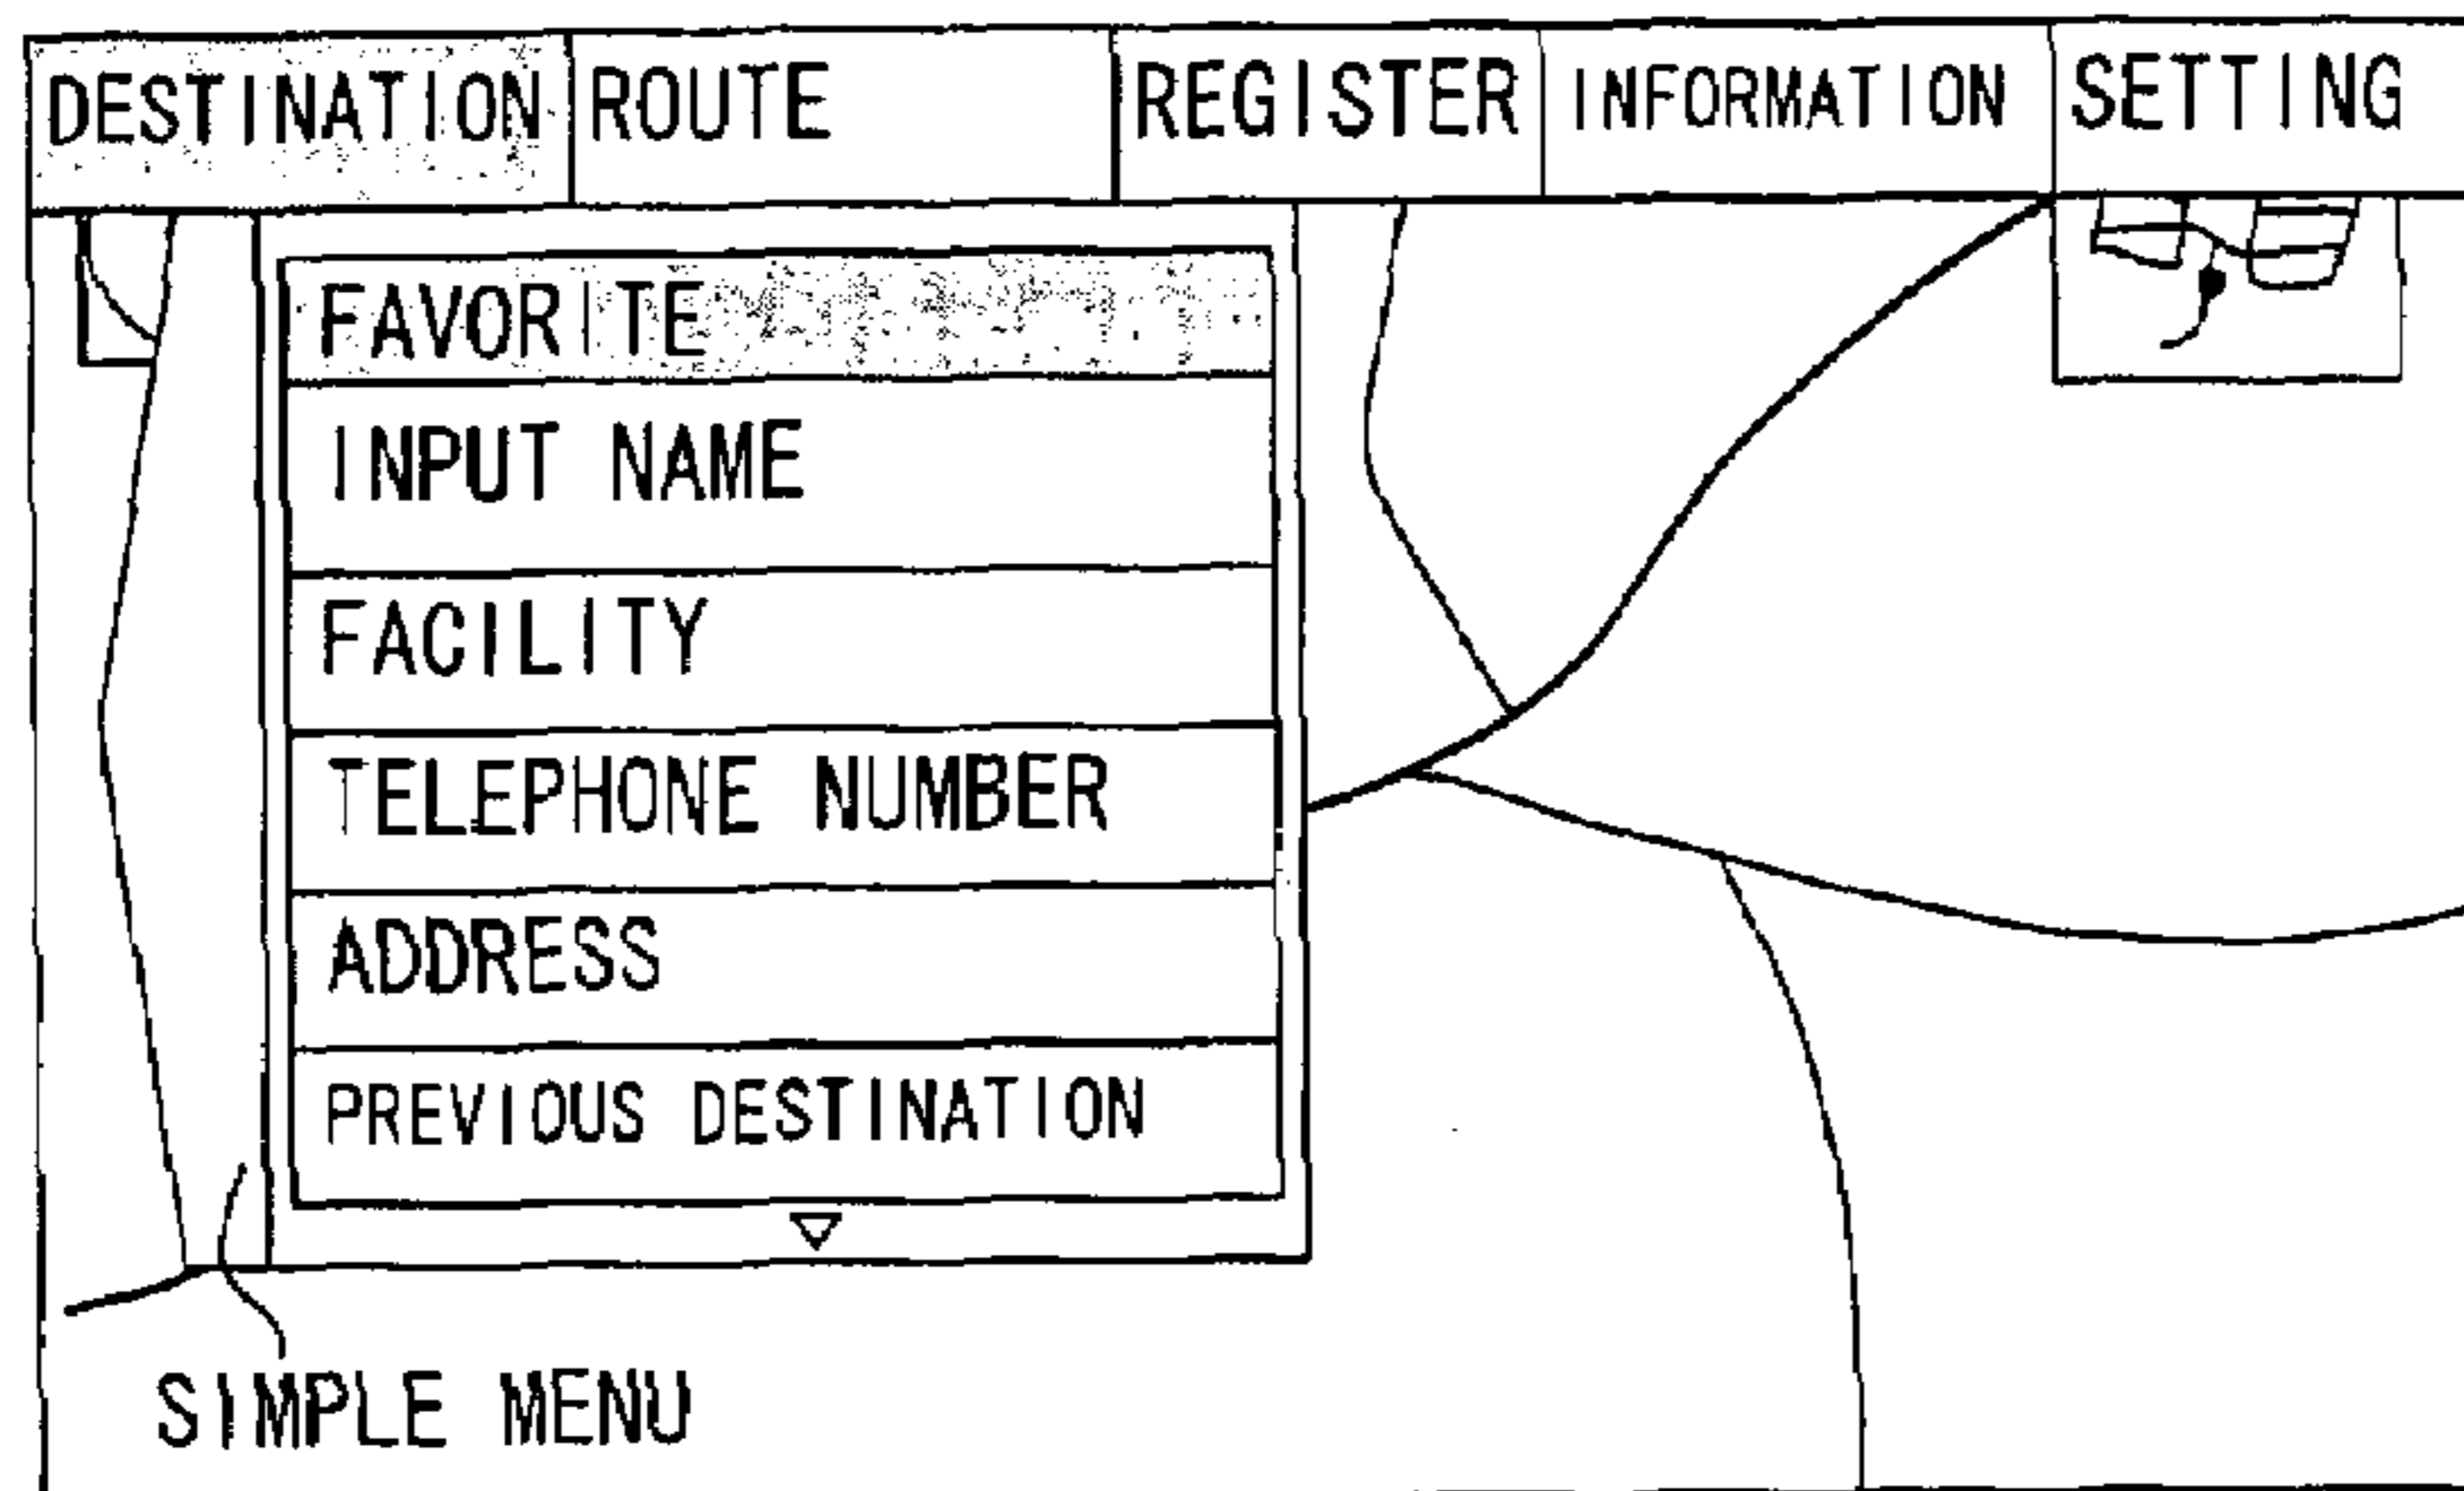 DESTINATION ROUTE REGISTER INFORMATION SETTING
FAVORITE
INPUT NAME
FACILITY
TELEPHONE NUMBER
ADDRESS
PREVIOUS DESTINATION
SIMPLE MENU